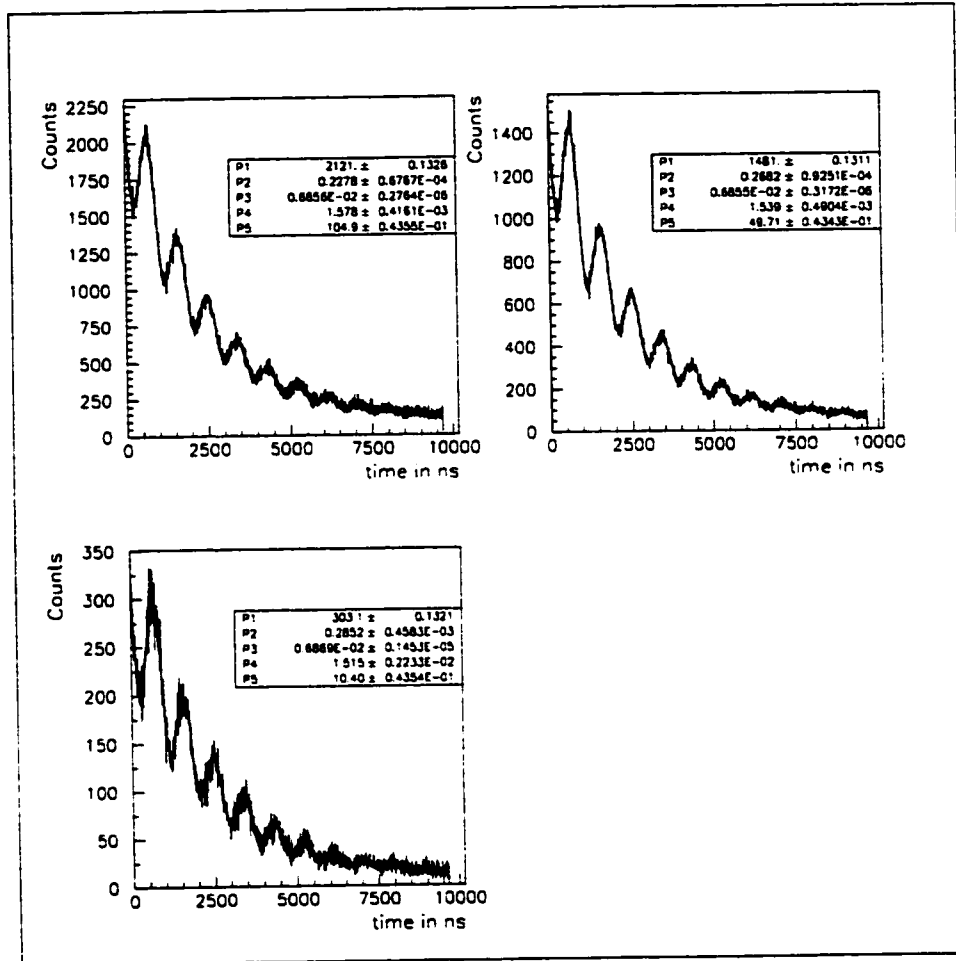 Counts
2250
2000
1750
1500
1250
1000
750
500
250
0
P1 2121. ± 0.1326
P2 0.2278 ± 0.6767E-04
P3 0.6856E-02 ± 0.2764E-06
P4 1.578 ± 0.4161E-03
P5 104.9 ± 0.4355E-01
0 2500 5000 7500 10000
time in ns
Counts
1400
1200
1000
800
600
400
200
0
P1 1481. ± 0.1311
P2 0.2682 ± 0.9251E-04
P3 0.6855E-02 ± 0.3172E-06
P4 1.539 ± 0.4904E-03
P5 49.71 ± 0.4343E-01
0 2500 5000 7500 10000
time in ns
Counts
350
300
250
200
150
100
50
0
P1 303.1 ± 0.1321
P2 0.2852 ± 0.4583E-03
P3 0.6869E-02 ± 0.1453E-05
P4 1.515 ± 0.2233E-02
P5 10.40 ± 0.4354E-01
0 2500 5000 7500 10000
time in ns